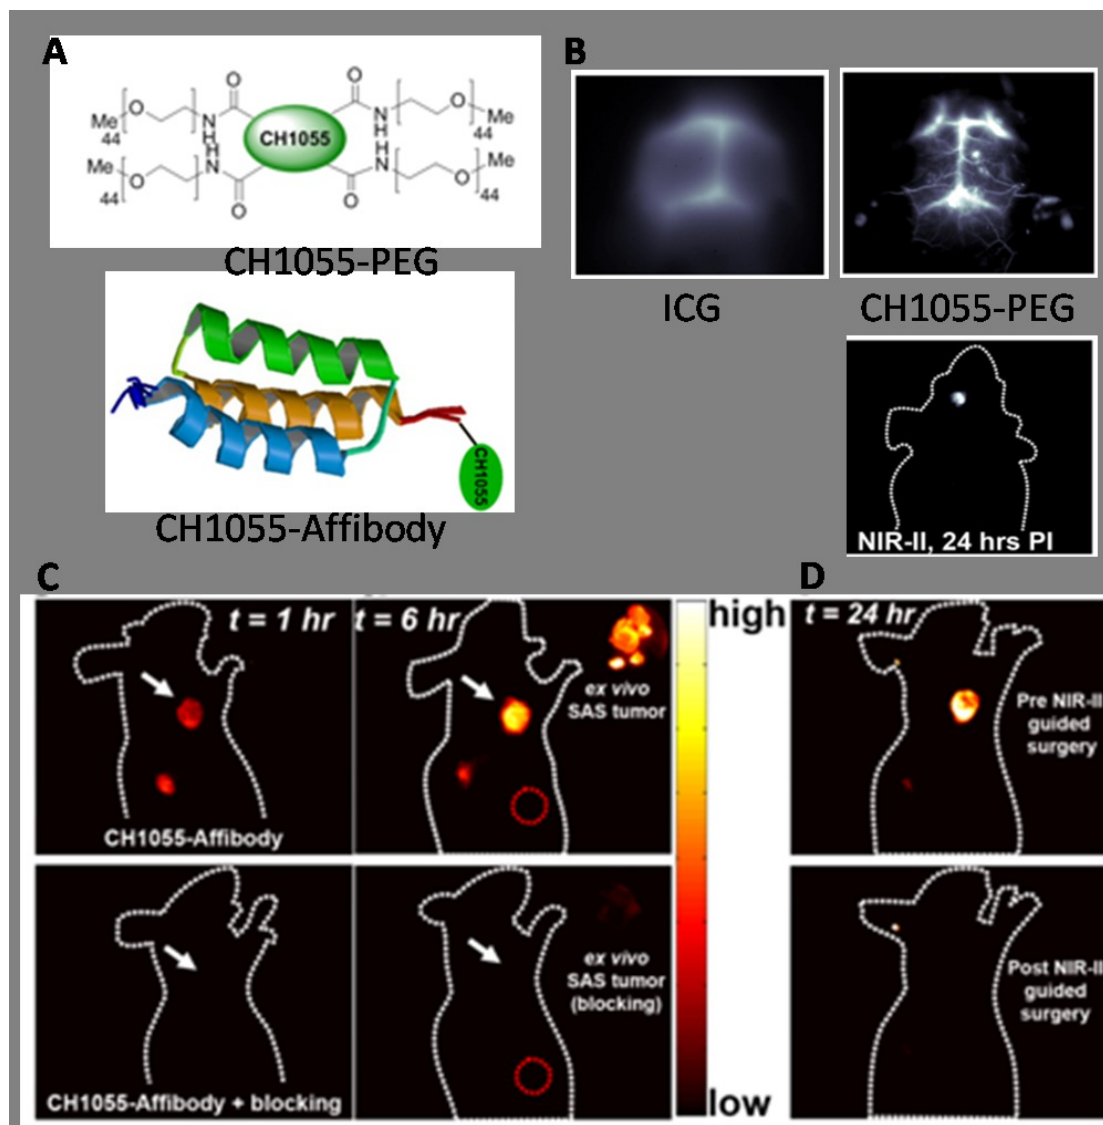 A
O
O
Me
O
N
H
CH1055
N
H
O
Me
44
44
Me
O
H
N
H
N
O
Me
44
44
O
O
CH1055-PEG
CH1055
CH1055-Affibody
B
ICG
CH1055-PEG
NIR-II, 24 hrs PI
C
t = 1 hr
CH1055-Affibody
t = 6 hr
ex vivo
SAS tumor
CH1055-Affibody + blocking
ex vivo
SAS tumor
(blocking)
high
low
D
t = 24 hr
Pre NIR-II
guided
surgery
Post NIR-II
guided
surgery